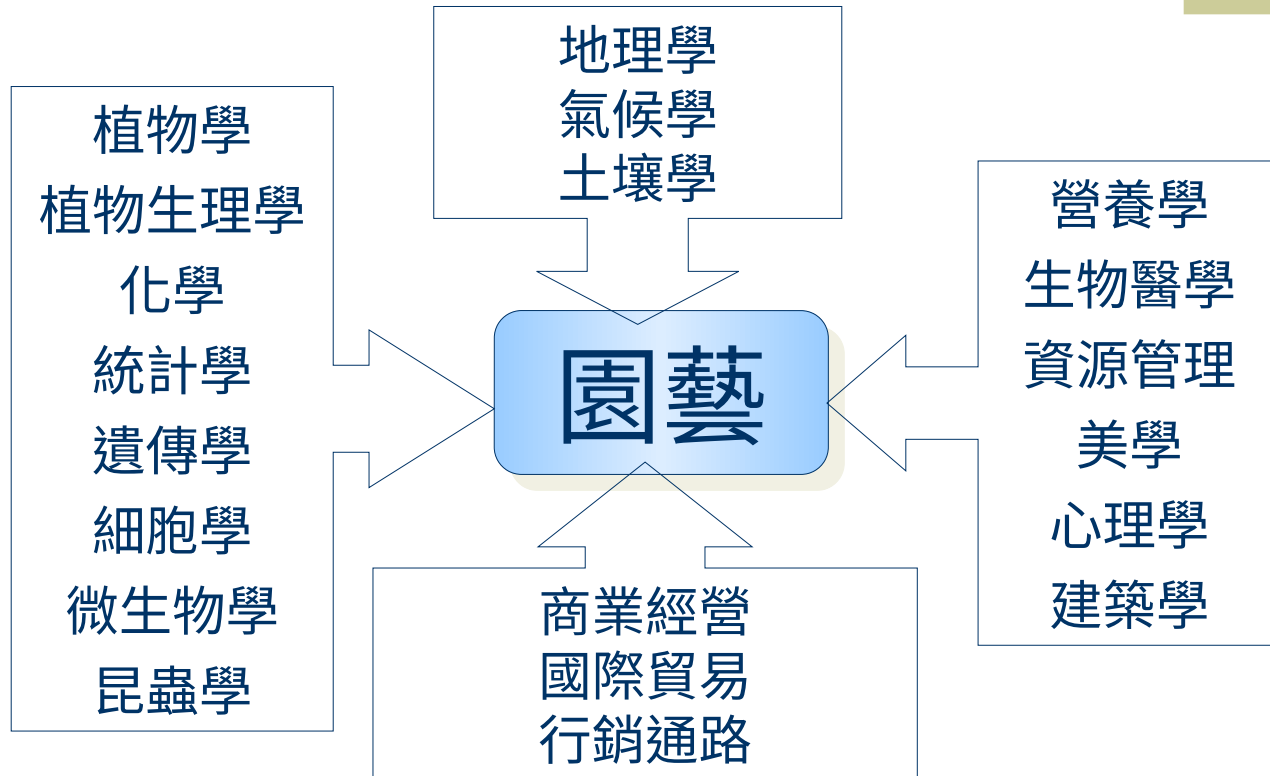 地理學
氣候學
土壤學
植物學
植物生理學
化學
統計學
遺傳學
細胞學
微生物學
昆蟲學
園藝
營養學
生物醫學
資源管理
美學
心理學
建築學
商業經營
國際貿易
行銷通路